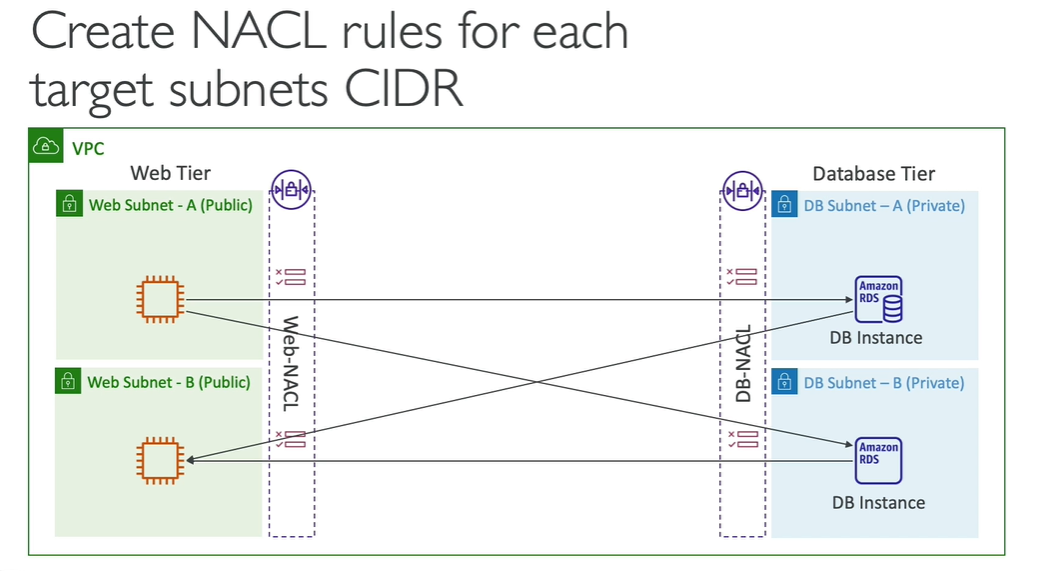 Create NACL rules for each
target subnets CIDR
VPC
Web Tier
Database Tier
Web Subnet - A (Public)
DB Subnet – A (Private)
Amazon
RDS
DB Instance
Web-NACL
DB-NACL
Web Subnet - B (Public)
DB Subnet – B (Private)
Amazon
RDS
DB Instance